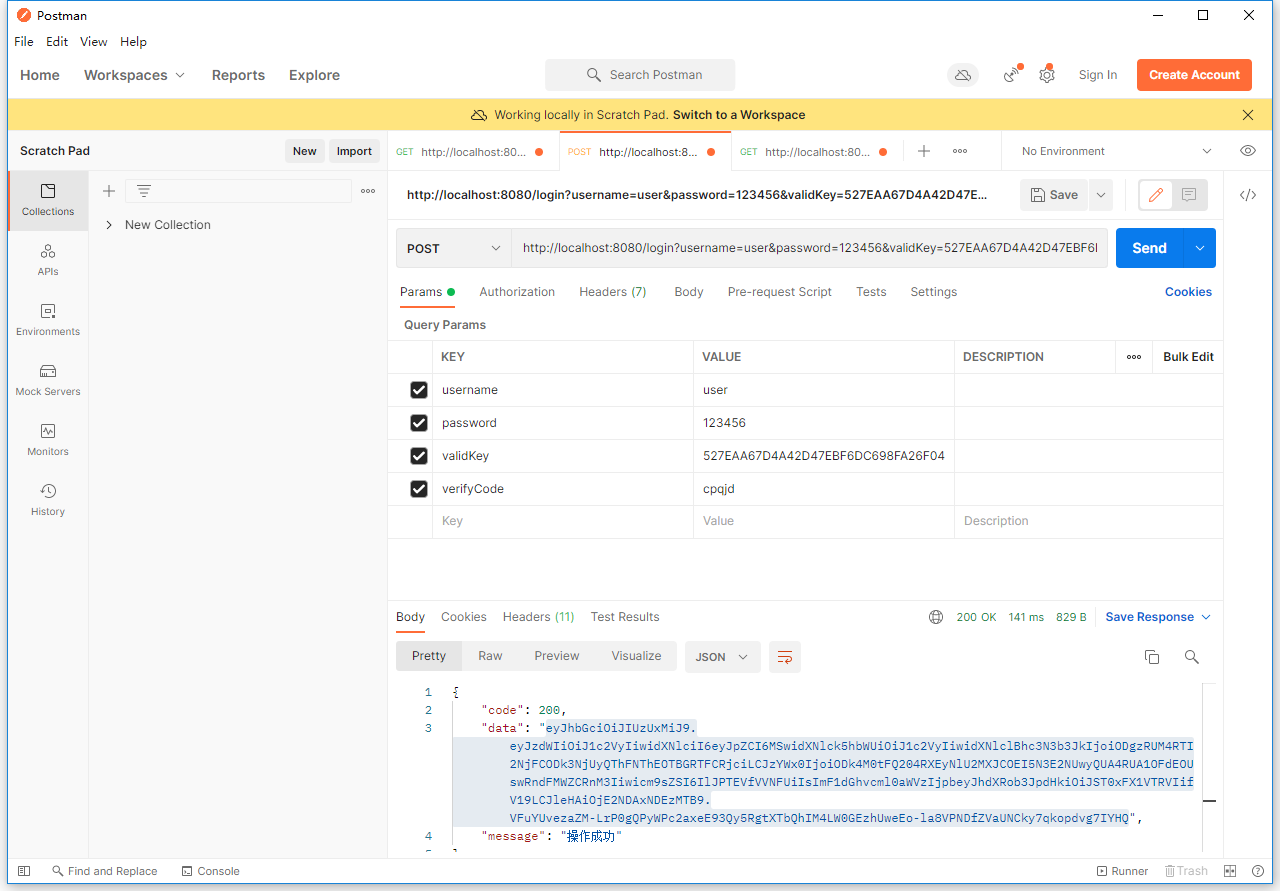 Postman
File Edit View Help
Home Workspaces Reports Explore Search Postman Sign In Create Account
Working locally in Scratch Pad. Switch to a Workspace
Scratch Pad New Import
GET http://localhost:80... POST http://localhost:8... GET http://localhost:80... No Environment
Collections
New Collection
APIs
Environments
Mock Servers
Monitors
History
http://localhost:8080/login?username=user&password=123456&validKey=527EAA67D4A42D47E... Save
POST http://localhost:8080/login?username=user&password=123456&validKey=527EAA67D4A42D47EBF6I Send
Params Authorization Headers (7) Body Pre-request Script Tests Settings Cookies
Query Params
KEY VALUE DESCRIPTION Bulk Edit
username user
password 123456
validKey 527EAA67D4A42D47EBF6DC698FA26F04
verifyCode cpqjd
Key Value Description
Body Cookies Headers (11) Test Results 200 OK 141 ms 829 B Save Response
Pretty Raw Preview Visualize JSON
1 {
2 "code": 200,
3 "data": "eyJhbGciOiJIUzUxMiJ9.
eyJzdWIiOiJ1c2VyIiwidXNlciI6eyJpZCI6MSwidXNlck5hbWUiOiJ1c2VyIiwidXNlclBhc3N3b3JkIjoiODgzRUM4RTI
2NjFCODk3NjUyQThFNThEOTBGRTFCRjciLCJzYWx0IjoiODk4M0tFQ204RXEyNlU2MXJCOEI5N3E2NUwyQUA4RUA1OFdEOU
swRndFMWZCRnM3Iiwicm9sZSI6IlJPTEVfVVNFUiIsImF1dGhvcml0aWVzIjpbeyJhdXRob3JpdHkiOiJST0xFX1VTRVIif
V19LCJleHAiOjE2NDAxNDEzMTB9.
VFuYUvezaZM-LrP0gQPyWPc2axeE93Qy5RgtXTbQhIM4LW0GEzhUweEo-la8VPNDfZVaUNCky7qkopdvg7IYHQ",
4 "message": "操作成功"
Find and Replace Console Runner Trash